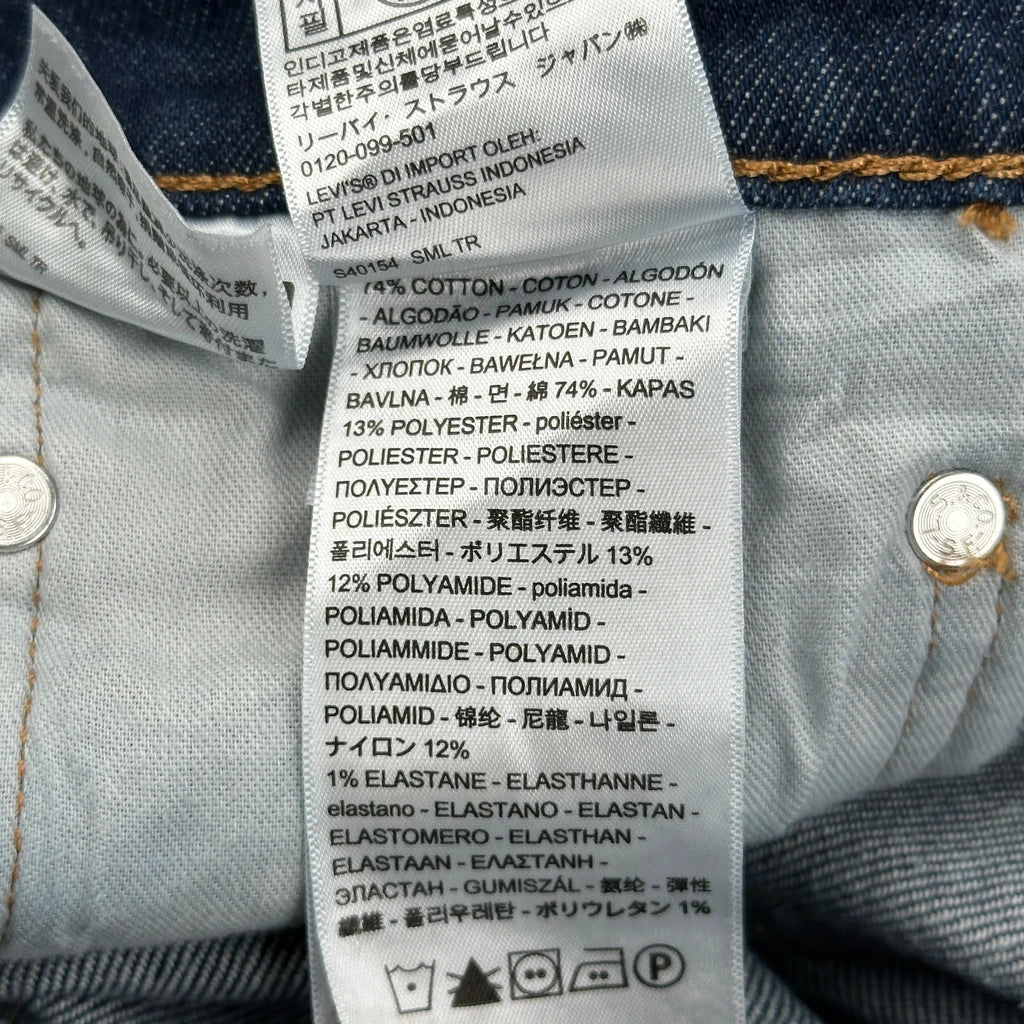 인디고제품은염료특성
타제품및신체에묻어날수있으
각별한주의를당부드립니다
リーバイ・ストラウス ジャパン㈱
0120-099-501
LEVI'S® DI IMPORT OLEH:
PT LEVI STRAUSS INDONESIA
JAKARTA - INDONESIA
S40154 SML TR
74% COTTON - COTON - ALGODÓN
- ALGODÃO - PAMUK - COTONE -
BAUMWOLLE - KATOEN - BAMBAKI
- ХЛОПОК - BAWEŁNA - PAMUT -
BAVLNA - 棉 - 면 - 綿 74% - KAPAS
13% POLYESTER - poliéster -
POLIESTER - POLIESTERE -
ΠΟΛΥΕΣΤΕΡ - ПОЛИЭСТЕР -
POLIÉSZTER - 聚酯纤维 - 聚酯纖維 -
폴리에스터 - ポリエステル 13%
12% POLYAMIDE - poliamida -
POLIAMIDA - POLYAMİD -
POLIAMMIDE - POLYAMID -
ΠΟΛΥΑΜΙΔΙΟ - ПОЛИАМИД -
POLIAMID - 锦纶 - 尼龍 - 나일론 -
ナイロン 12%
1% ELASTANE - ELASTHANNE -
elastano - ELASTANO - ELASTAN -
ELASTOMERO - ELASTHAN -
ELASTAAN - ΕΛΑΣΤΑΝΗ -
ЭЛАСТАН - GUMISZÁL - 氨纶 - 彈性
纖維 - 폴리우레탄 - ポリウレタン 1%
P
SML TR